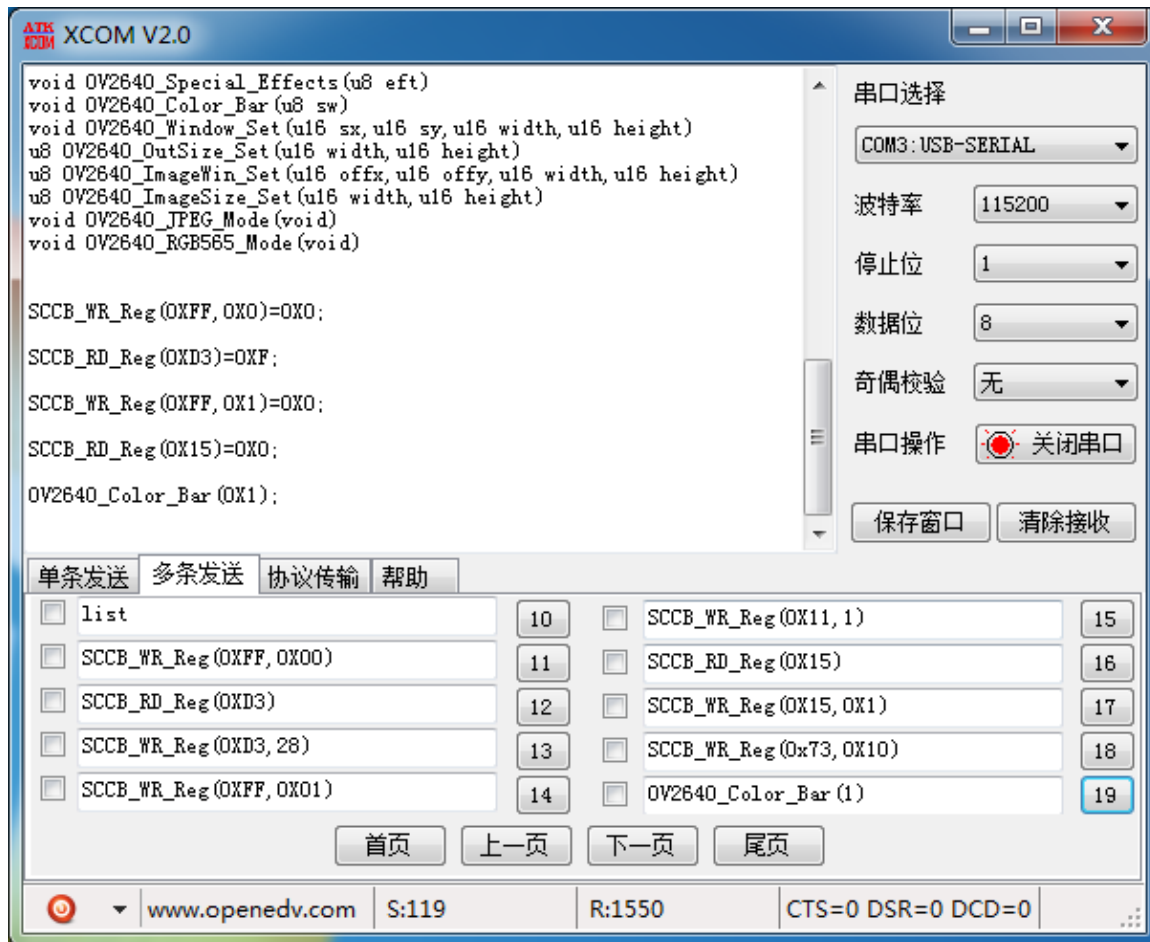 ATK
XCOM
XCOM V2.0
void OV2640_Special_Effects(u8 eft)
void OV2640_Color_Bar(u8 sw)
void OV2640_Window_Set(u16 sx,u16 sy,u16 width,u16 height)
u8 OV2640_OutSize_Set(u16 width,u16 height)
u8 OV2640_ImageWin_Set(u16 offx,u16 offy,u16 width,u16 height)
u8 OV2640_ImageSize_Set(u16 width,u16 height)
void OV2640_JPEG_Mode(void)
void OV2640_RGB565_Mode(void)
SCCB_WR_Reg(0XFF,0X0)=0X0;
SCCB_RD_Reg(0XD3)=0XF;
SCCB_WR_Reg(0XFF,0X1)=0X0;
SCCB_RD_Reg(0X15)=0X0;
OV2640_Color_Bar(0X1);
串口选择
COM3:USB-SERIAL
波特率 115200
停止位 1
数据位 8
奇偶校验 无
串口操作 关闭串口
保存窗口 清除接收
单条发送 多条发送 协议传输 帮助
list 10 SCCB_WR_Reg(0X11,1) 15
SCCB_WR_Reg(0XFF,0X00) 11 SCCB_RD_Reg(0X15) 16
SCCB_RD_Reg(0XD3) 12 SCCB_WR_Reg(0X15,0X1) 17
SCCB_WR_Reg(0XD3,28) 13 SCCB_WR_Reg(0x73,0X10) 18
SCCB_WR_Reg(0XFF,0X01) 14 OV2640_Color_Bar(1) 19
首页 上一页 下一页 尾页
www.openedv.com S:119 R:1550 CTS=0 DSR=0 DCD=0